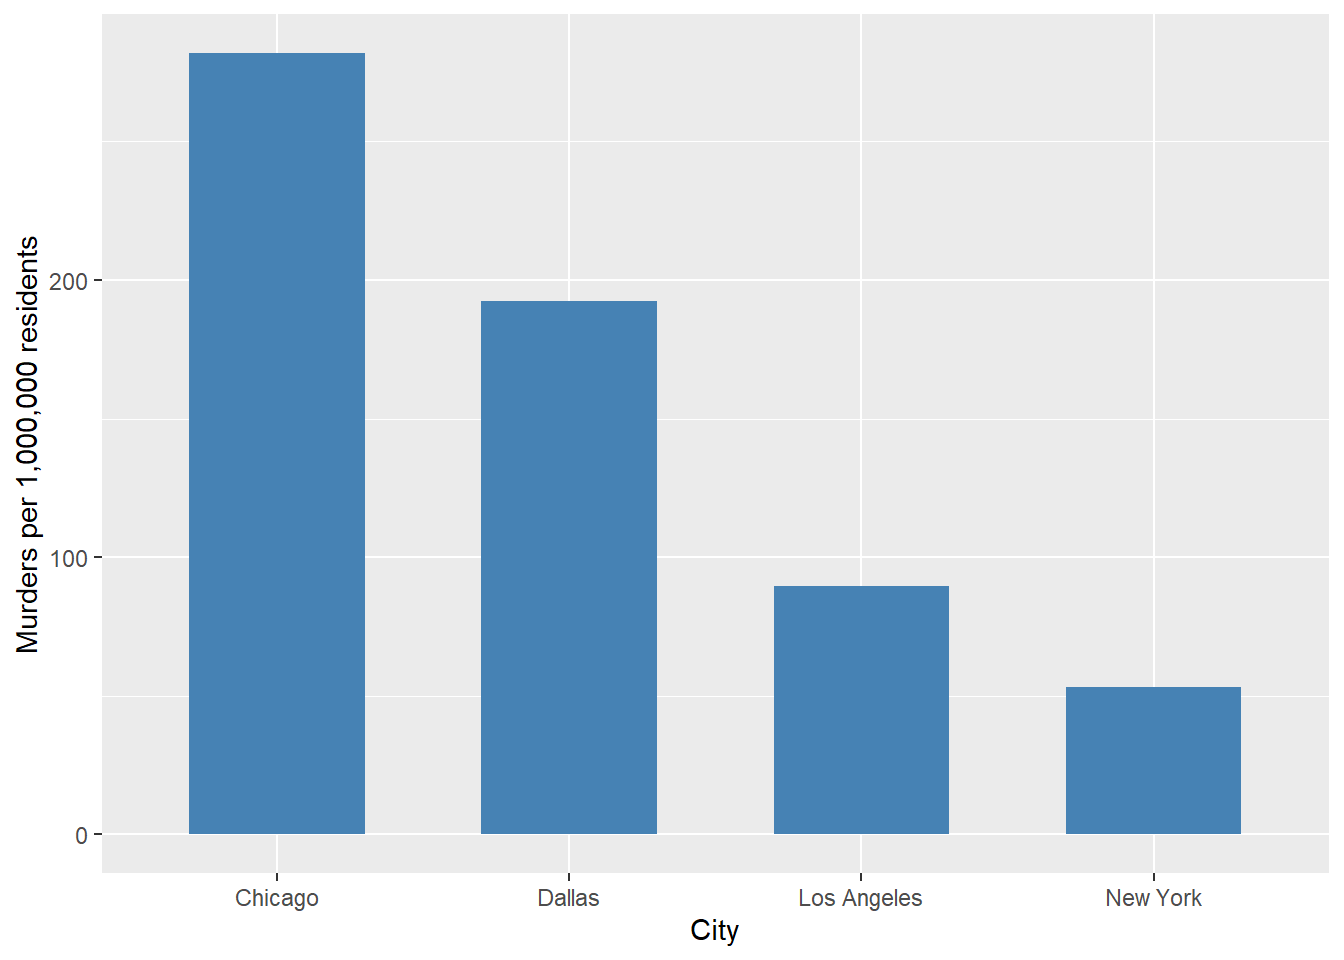 Murders per 1,000,000 residents
200
100
0
Chicago Dallas Los Angeles New York
City